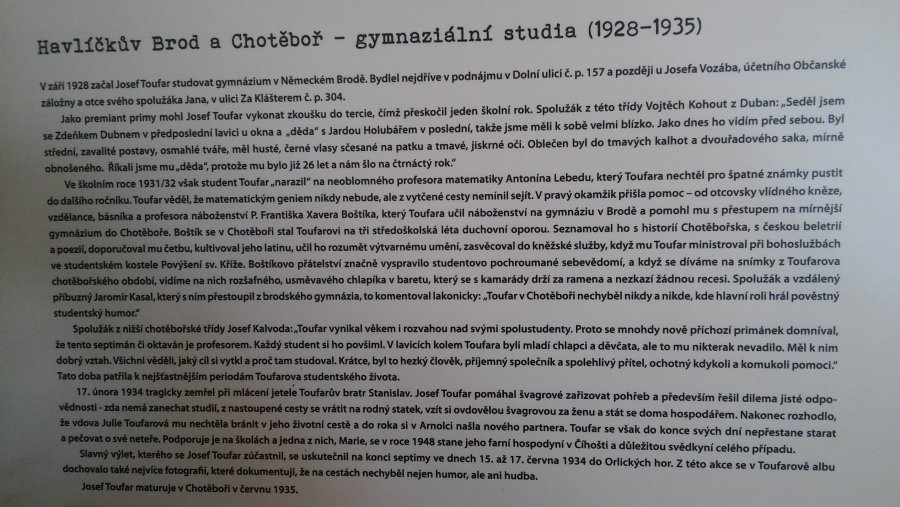 Havlíčkův Brod a Chotěboř – gymnaziální studia (1928–1935)
V září 1928 začal Josef Toufar studovat gymnázium v Německém Brodě. Bydlel nejdříve v podnájmu v Dolní ulici č. p. 157 a později u Josefa Vozába, účetního Občanské
záložny a otce svého spolužáka Jana, v ulici Za Klášterem č. p. 304.
Jako premiant primy mohl Josef Toufar vykonat zkoušku do tercie, čímž přeskočil jeden školní rok. Spolužák z této třídy Vojtěch Kohout z Duban: „Seděl jsem
se Zdeňkem Dubnem v předposlední lavici u okna a „děda“ s Jardou Holubářem v poslední, takže jsme měli k sobě velmi blízko. Jako dnes ho vidím před sebou. Byl
střední, zavalité postavy, osmahlé tváře, měl husté, černé vlasy sčesané na patku a tmavé, jiskrné oči. Oblečen byl do tmavých kalhot a dvouřadového saka, mírně
obnošeného. Říkali jsme mu „děda“, protože mu bylo již 26 let a nám šlo na čtrnáctý rok.“
Ve školním roce 1931/32 však student Toufar „narazil“ na neoblomného profesora matematiky Antonína Lebedu, který Toufara nechtěl pro špatné známky pustit
do dalšího ročníku. Toufar věděl, že matematickým geniem nikdy nebude, ale z vytčené cesty nemínil sejít. V pravý okamžik přišla pomoc – od otcovsky vlídného kněze,
vzdělance, básníka a profesora náboženství P. Františka Xavera Boštíka, který Toufara učil náboženství na gymnáziu v Brodě a pomohl mu s přestupem na mírnější
gymnázium do Chotěboře. Boštík se v Chotěboři stal Toufarovi na tři středoškolská léta duchovní oporou. Seznamoval ho s historií Chotěbořska, s českou beletrií
a poezií, doporučoval mu četbu, kultivoval jeho latinu, učil ho rozumět výtvarnému umění, zasvěcoval do kněžské služby, když mu Toufar ministroval při bohoslužbách
ve studentském kostele Povýšení sv. Kříže. Boštíkovo přátelství značně vyspravilo studentovo pochroumané sebevědomí, a když se díváme na snímky z Toufarova
chotěbořského období, vidíme na nich rozšafného, usměvavého chlapíka v baretu, který se s kamarády drží za ramena a nezkazí žádnou recesi. Spolužák a vzdálený
příbuzný Jaromír Kasal, který s ním přestoupil z brodského gymnázia, to komentoval lakonicky: „Toufar v Chotěboři nechyběl nikdy a nikde, kde hlavní roli hrál pověstný
studentský humor.“
Spolužák z nižší chotěbořské třídy Josef Kalvoda: „Toufar vynikal věkem i rozvahou nad svými spolustudenty. Proto se mnohdy nově příchozí primánek domníval,
že tento septimán či oktaván je profesorem. Každý student si ho povšiml. V lavicích kolem Toufara byli mladí chlapci a děvčata, ale to mu nikterak nevadilo. Měl k nim
dobrý vztah. Všichni věděli, jaký cíl si vytkl a proč tam studoval. Krátce, byl to hezký člověk, příjemný společník a spolehlivý přítel, ochotný kdykoli a komukoli pomoci.“
Tato doba patřila k nejšťastnějším periodám Toufarova studentského života.
17. února 1934 tragicky zemřel při mlácení jetele Toufarův bratr Stanislav. Josef Toufar pomáhal švagrové zařizovat pohřeb a především řešil dilema jisté odpo-
vědnosti - zda nemá zanechat studií, z nastoupené cesty se vrátit na rodný statek, vzít si ovdovělou švagrovou za ženu a stát se doma hospodářem. Nakonec rozhodlo,
že vdova Julie Toufarová mu nechtěla bránit v jeho životní cestě a do roka si v Arnolci našla nového partnera. Toufar se však do konce svých dní nepřestane starat
a pečovat o své neteře. Podporuje je na školách a jedna z nich, Marie, se v roce 1948 stane jeho farní hospodyní v Číhošti a důležitou svědkyní celého případu.
Slavný výlet, kterého se Josef Toufar zúčastnil, se uskutečnil na konci septimy ve dnech 15. až 17. června 1934 do Orlických hor. Z této akce se v Toufarově albu
dochovalo také nejvíce fotografií, které dokumentují, že na cestách nechyběl nejen humor, ale ani hudba.
Josef Toufar maturuje v Chotěboři v červnu 1935.